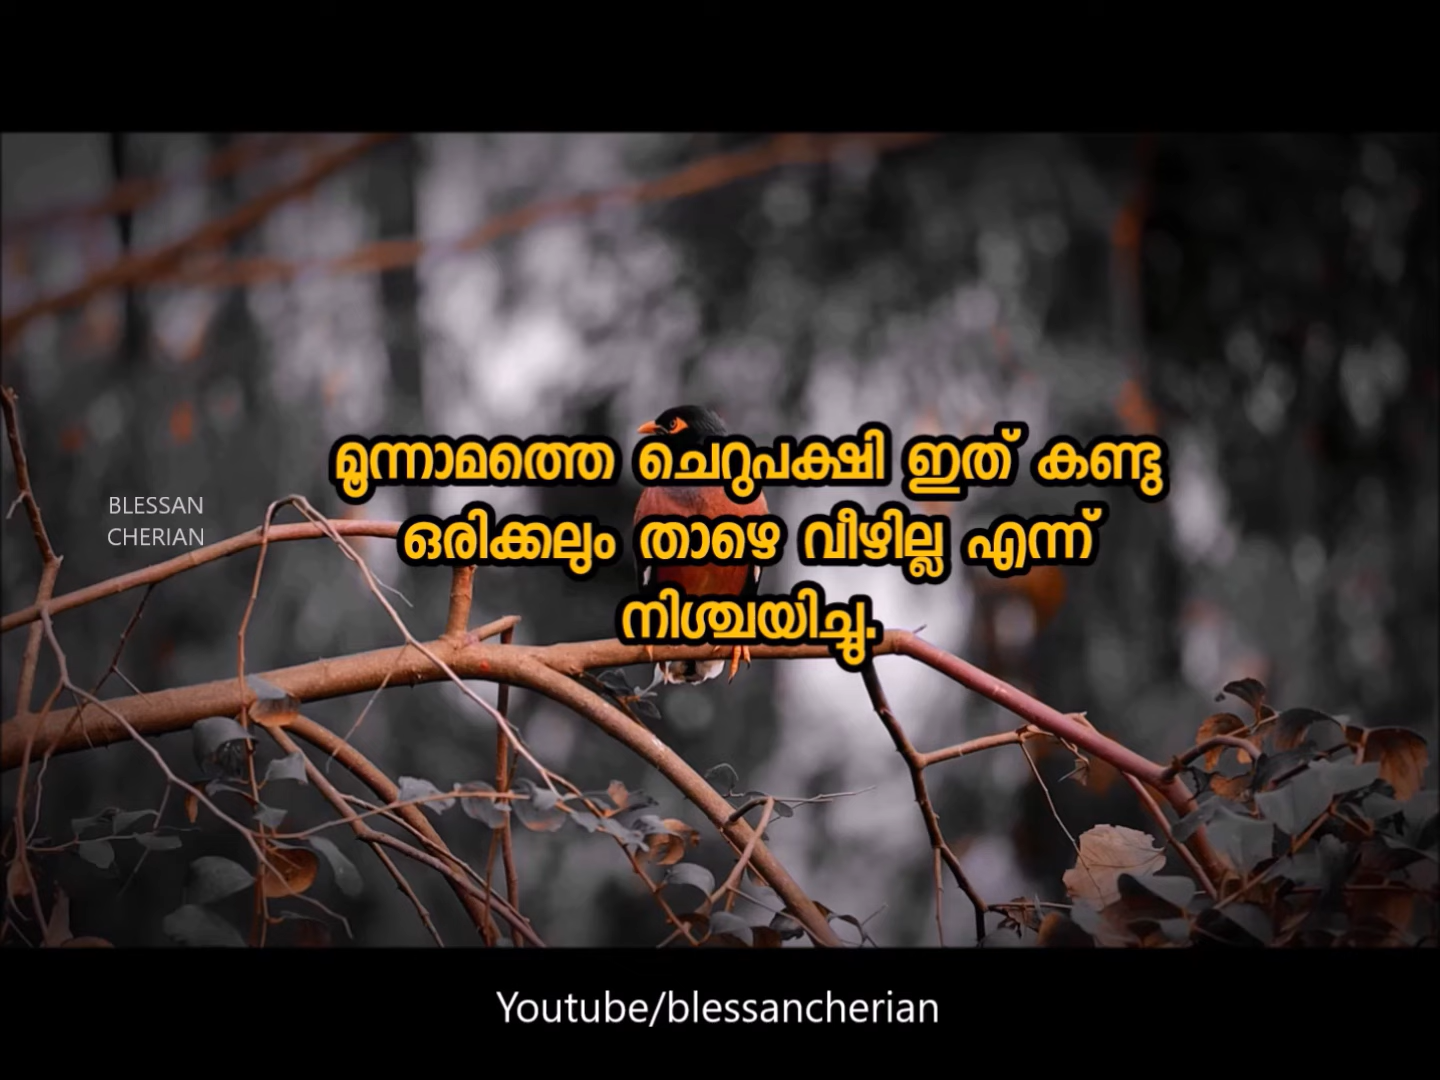 മൂന്നാമത്തെ ചെറുപക്ഷി ഇത് കണ്ടു
ഒരിക്കലും താഴെ വീഴില്ല എന്ന്
നിശ്ചയിച്ചു.
BLESSAN
CHERIAN
Youtube/blessancherian